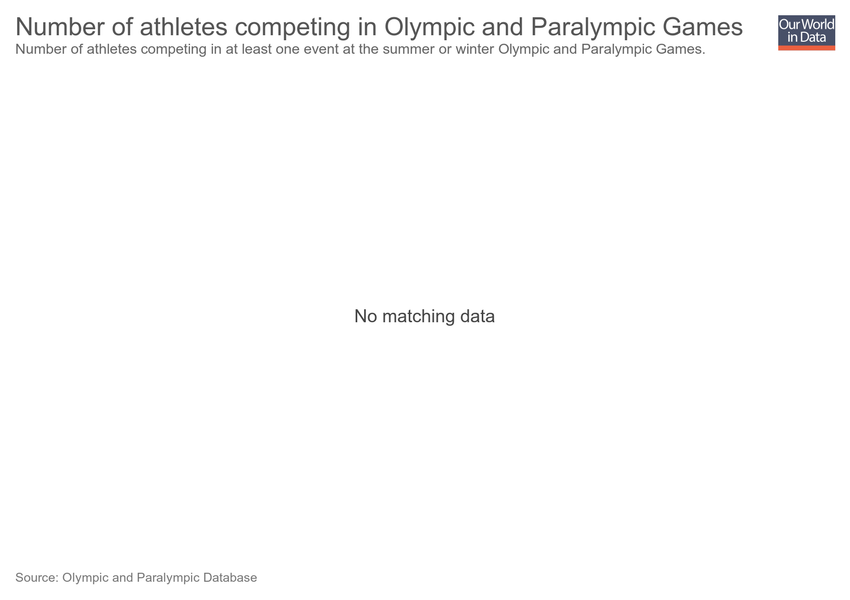 Number of athletes competing in Olympic and Paralympic Games
Number of athletes competing in at least one event at the summer or winter Olympic and Paralympic Games.
Our World
in Data
No matching data
Source: Olympic and Paralympic Database